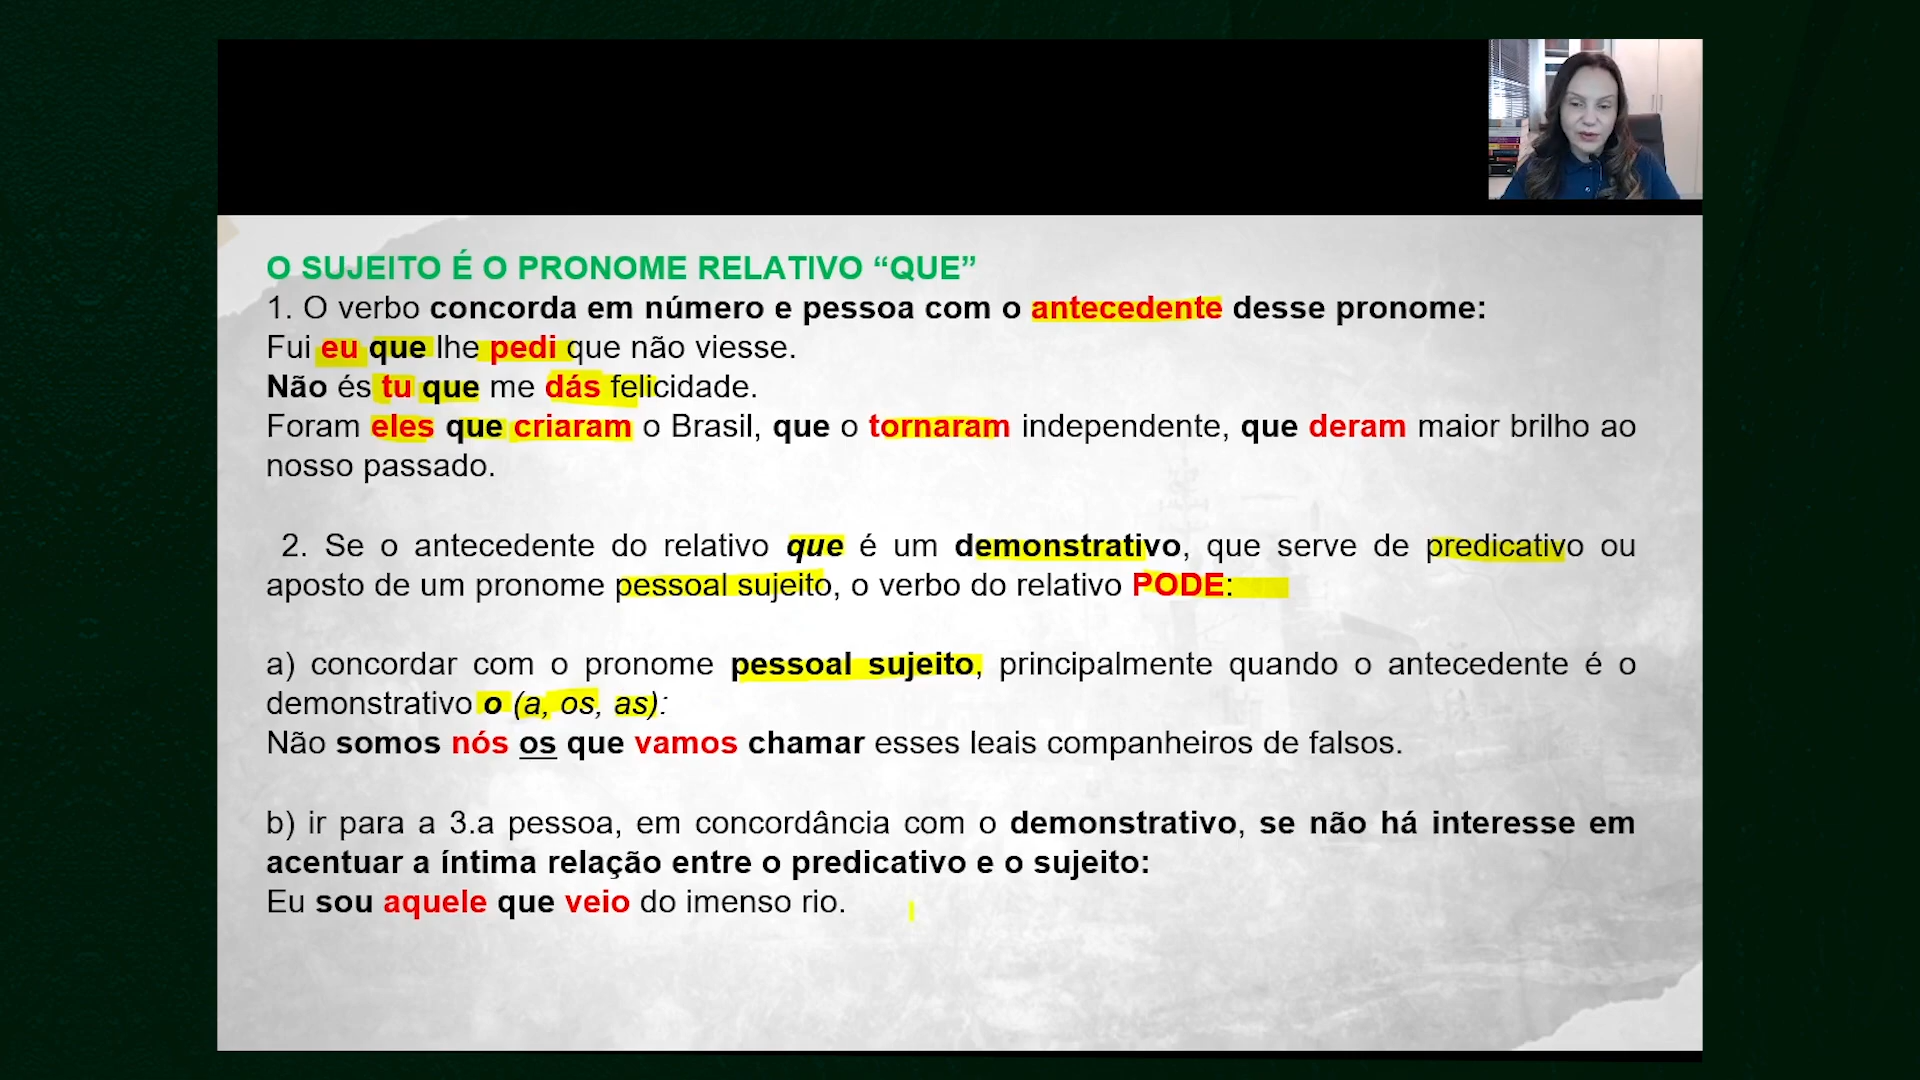 O SUJEITO É O PRONOME RELATIVO “QUE”
1. O verbo concorda em número e pessoa com o antecedente desse pronome:
Fui eu que lhe pedi que não viesse.
Não és tu que me dás felicidade.
Foram eles que criaram o Brasil, que o tornaram independente, que deram maior brilho ao
nosso passado.
2. Se o antecedente do relativo que é um demonstrativo, que serve de predicativo ou
aposto de um pronome pessoal sujeito, o verbo do relativo PODE:
a) concordar com o pronome pessoal sujeito, principalmente quando o antecedente é o
demonstrativo o (a, os, as):
Não somos nós os que vamos chamar esses leais companheiros de falsos.
b) ir para a 3.a pessoa, em concordância com o demonstrativo, se não há interesse em
acentuar a íntima relação entre o predicativo e o sujeito:
Eu sou aquele que veio do imenso rio.